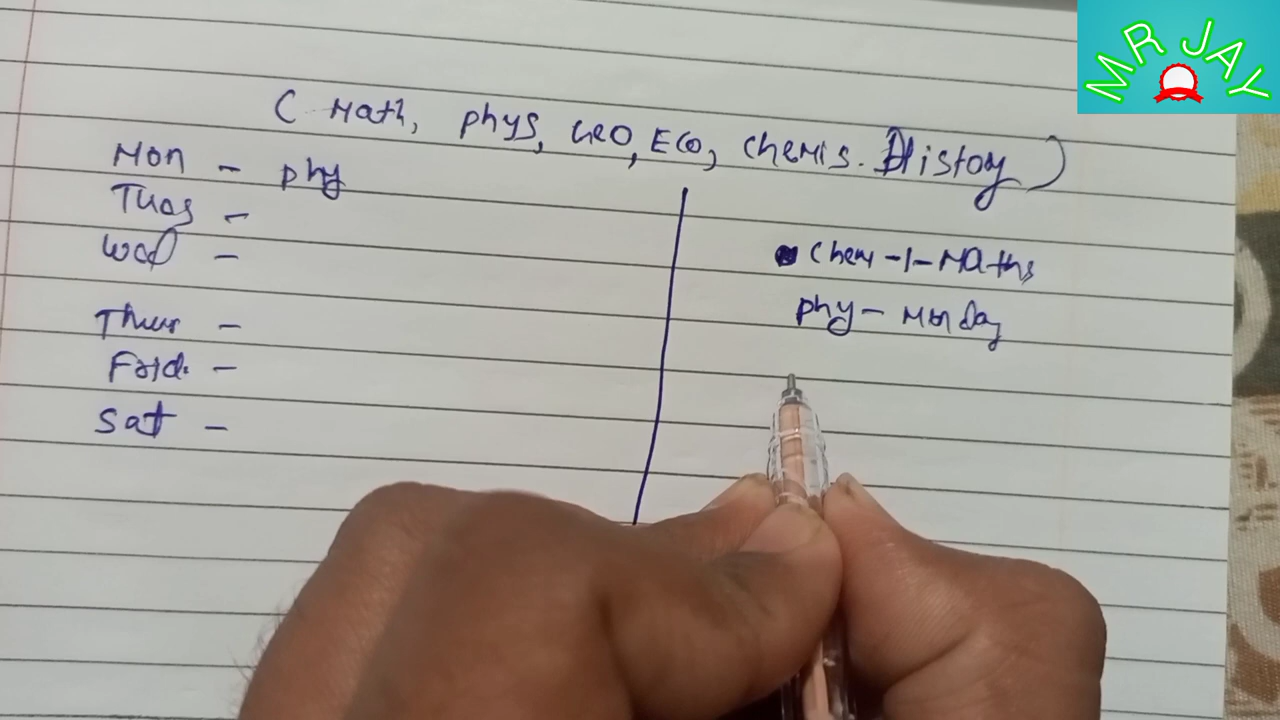 MR JAY
( Math, phys, Geo, Eco, chemis. History )
Mon - phy
Tues -
Wed -
Thur -
Frid. -
Sat -
Chem -1- Maths
phy - Monday